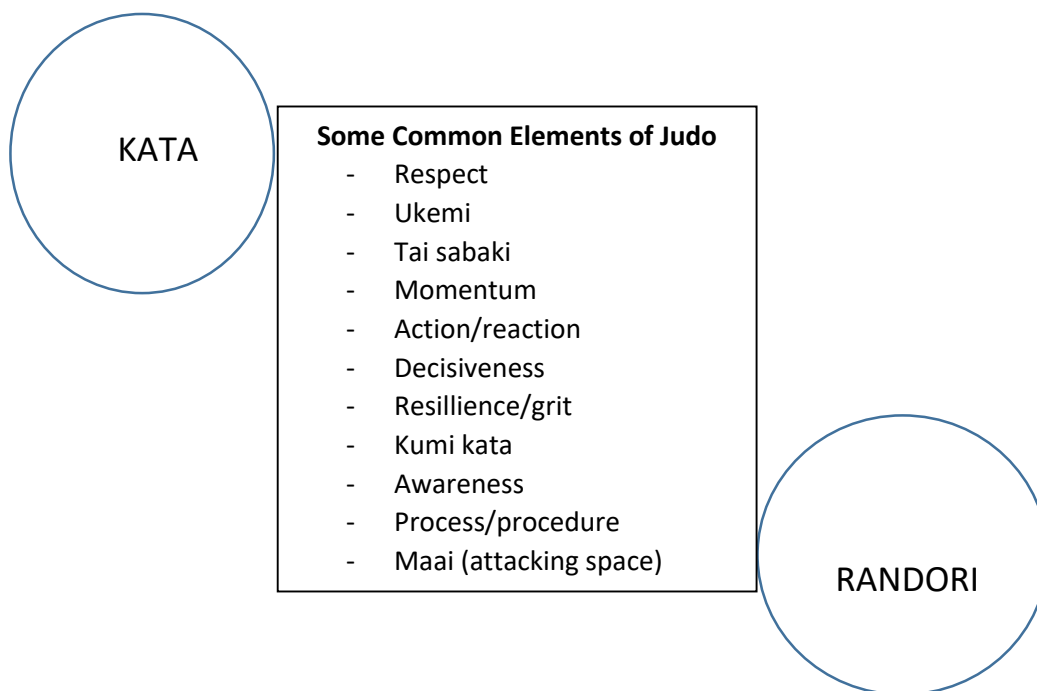 KATA
Some Common Elements of Judo
- Respect
- Ukemi
- Tai sabaki
- Momentum
- Action/reaction
- Decisiveness
- Resillience/grit
- Kumi kata
- Awareness
- Process/procedure
- Maai (attacking space)
RANDORI